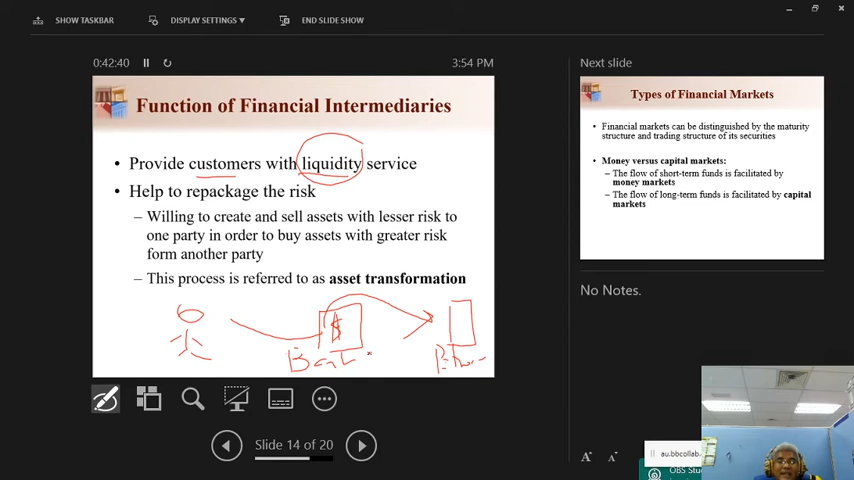 SHOW TASKBAR
DISPLAY SETTINGS ▼
END SLIDE SHOW
0:42:40
3:54 PM
Function of Financial Intermediaries
• Provide customers with liquidity service
• Help to repackage the risk
– Willing to create and sell assets with lesser risk to
one party in order to buy assets with greater risk
form another party
– This process is referred to as asset transformation
$
Bank
Slide 14 of 20
Next slide
Types of Financial Markets
• Financial markets can be distinguished by the maturity
structure and trading structure of its securities
• Money versus capital markets:
– The flow of short-term funds is facilitated by
money markets
– The flow of long-term funds is facilitated by capital
markets
No Notes.
A A
au.bbcollab.
OBS Stud